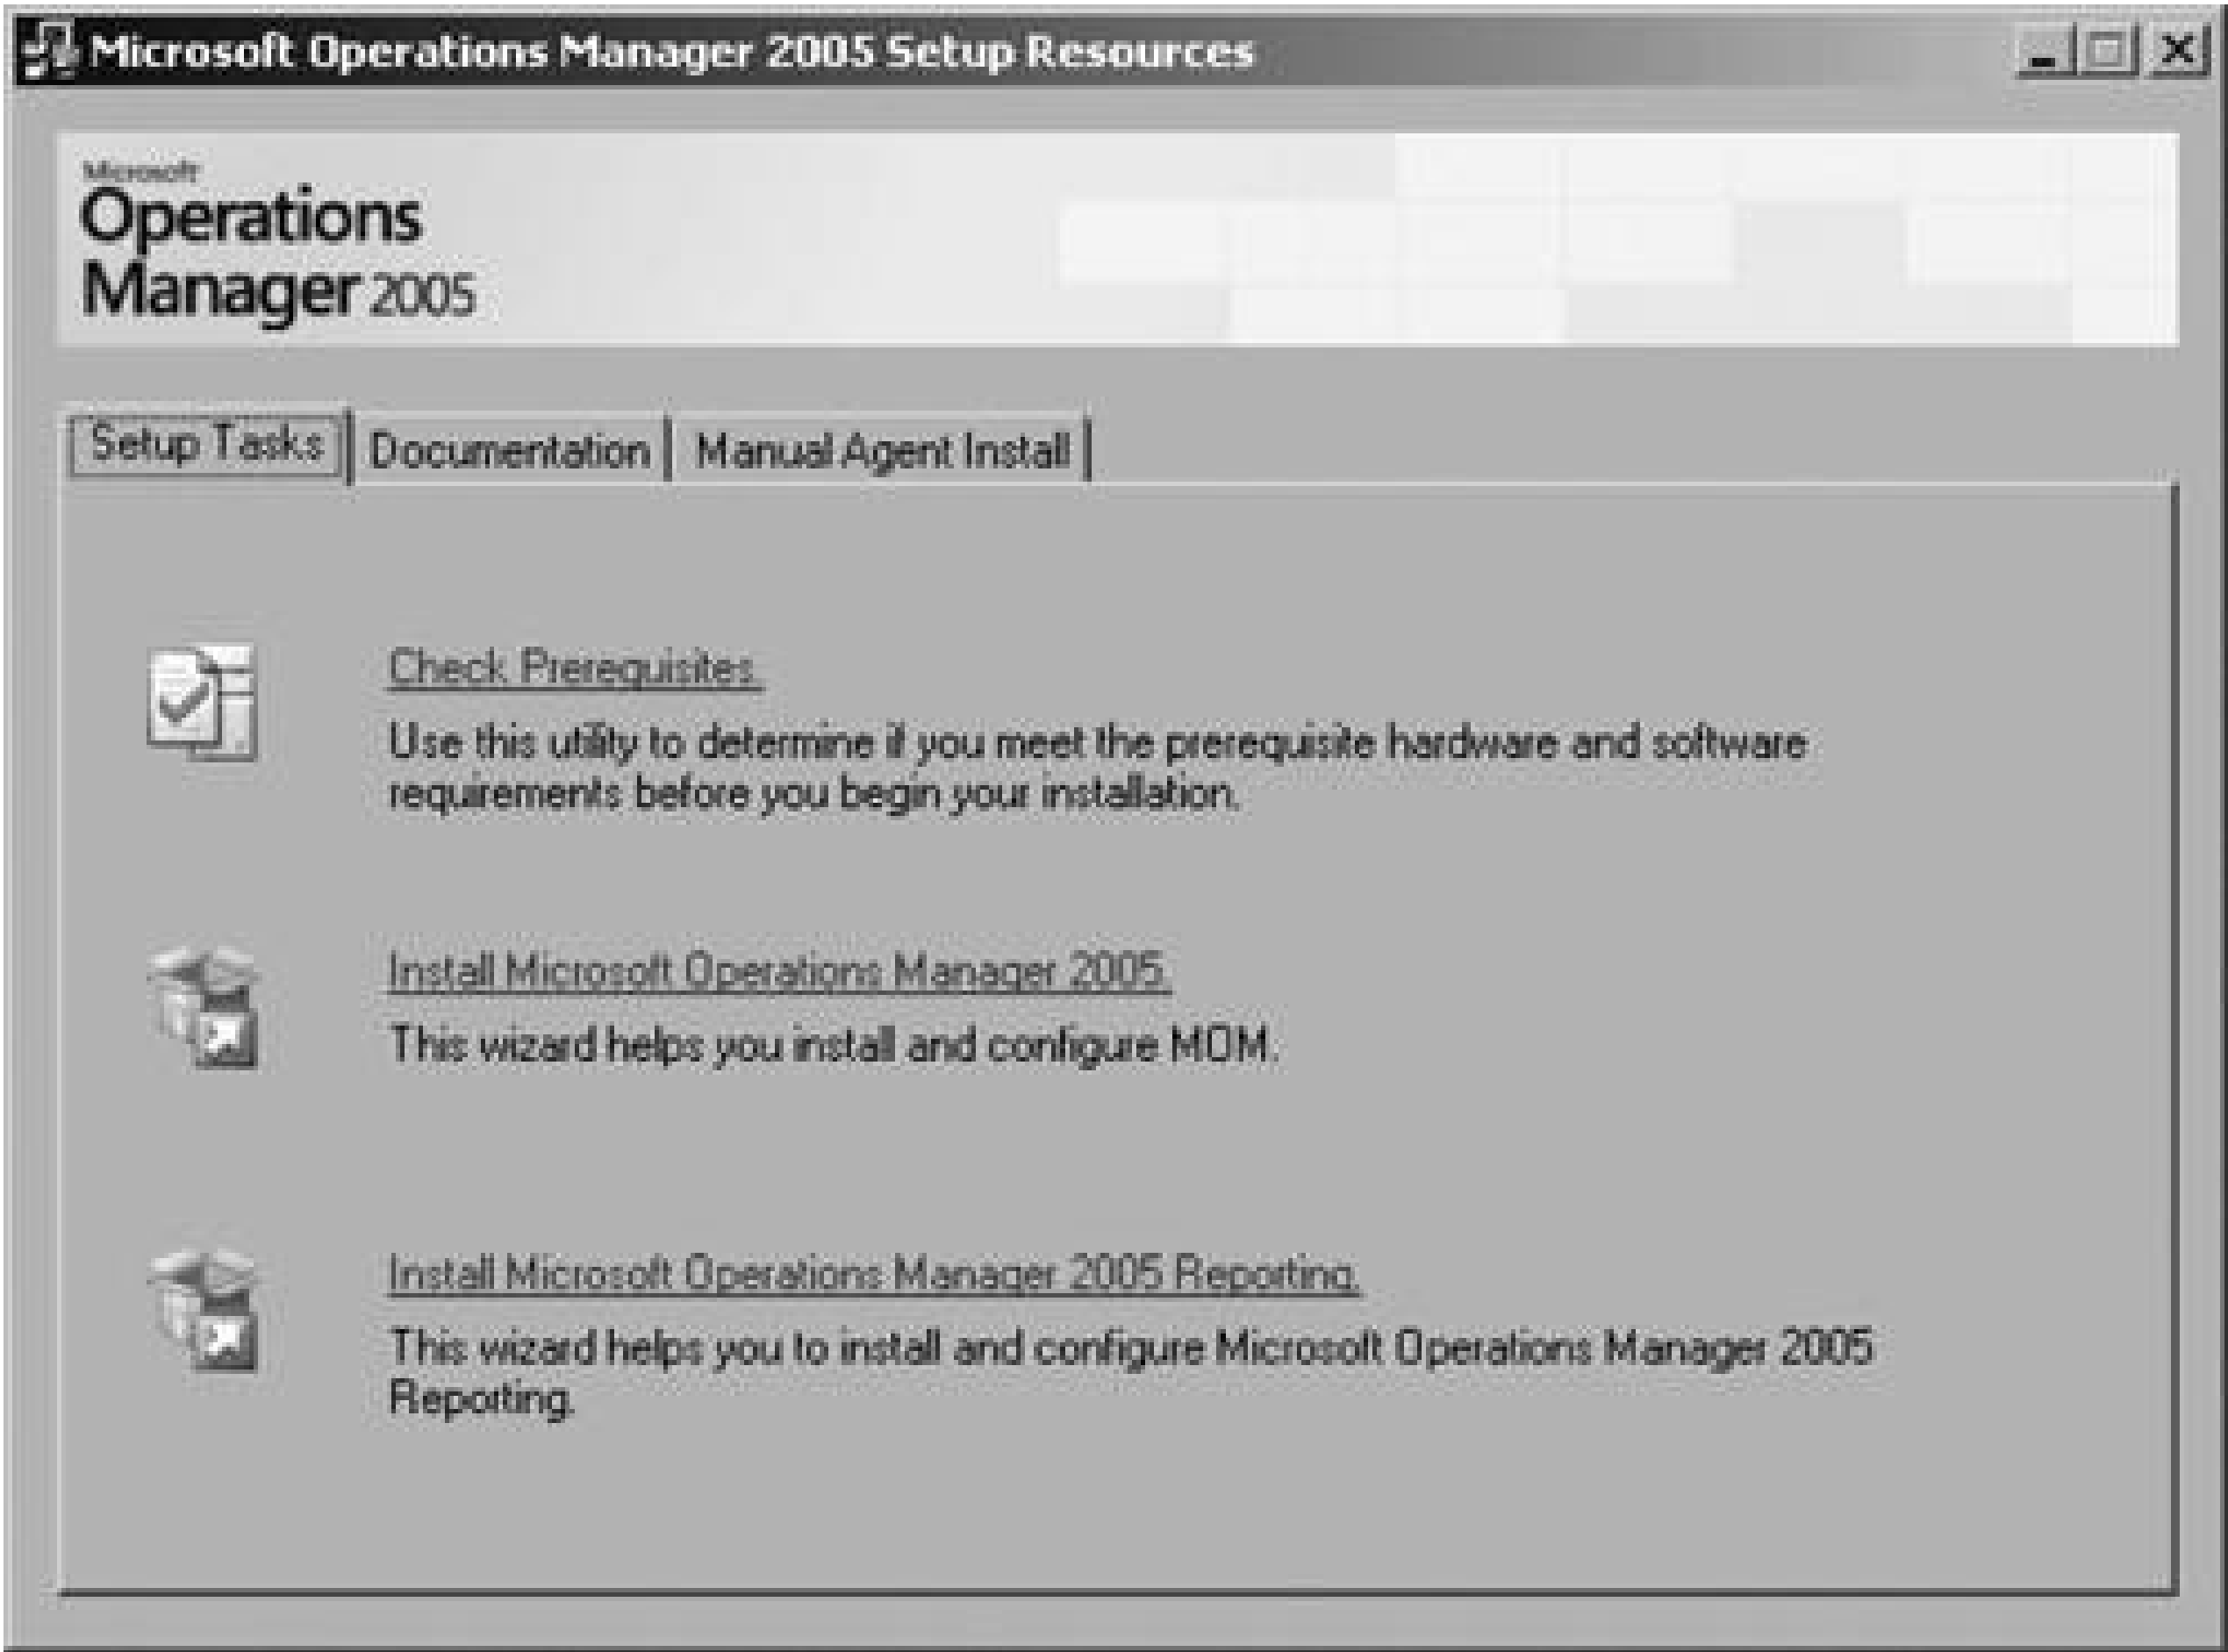 Microsoft Operations Manager 2005 Setup Resources
Microsoft
Operations
Manager 2005
Setup Tasks
Documentation
Manual Agent Install
Check Prerequisites.
Use this utility to determine if you meet the prerequisite hardware and software
requirements before you begin your installation.
Install Microsoft Operations Manager 2005.
This wizard helps you install and configure MOM.
Install Microsoft Operations Manager 2005 Reporting.
This wizard helps you to install and configure Microsoft Operations Manager 2005
Reporting.